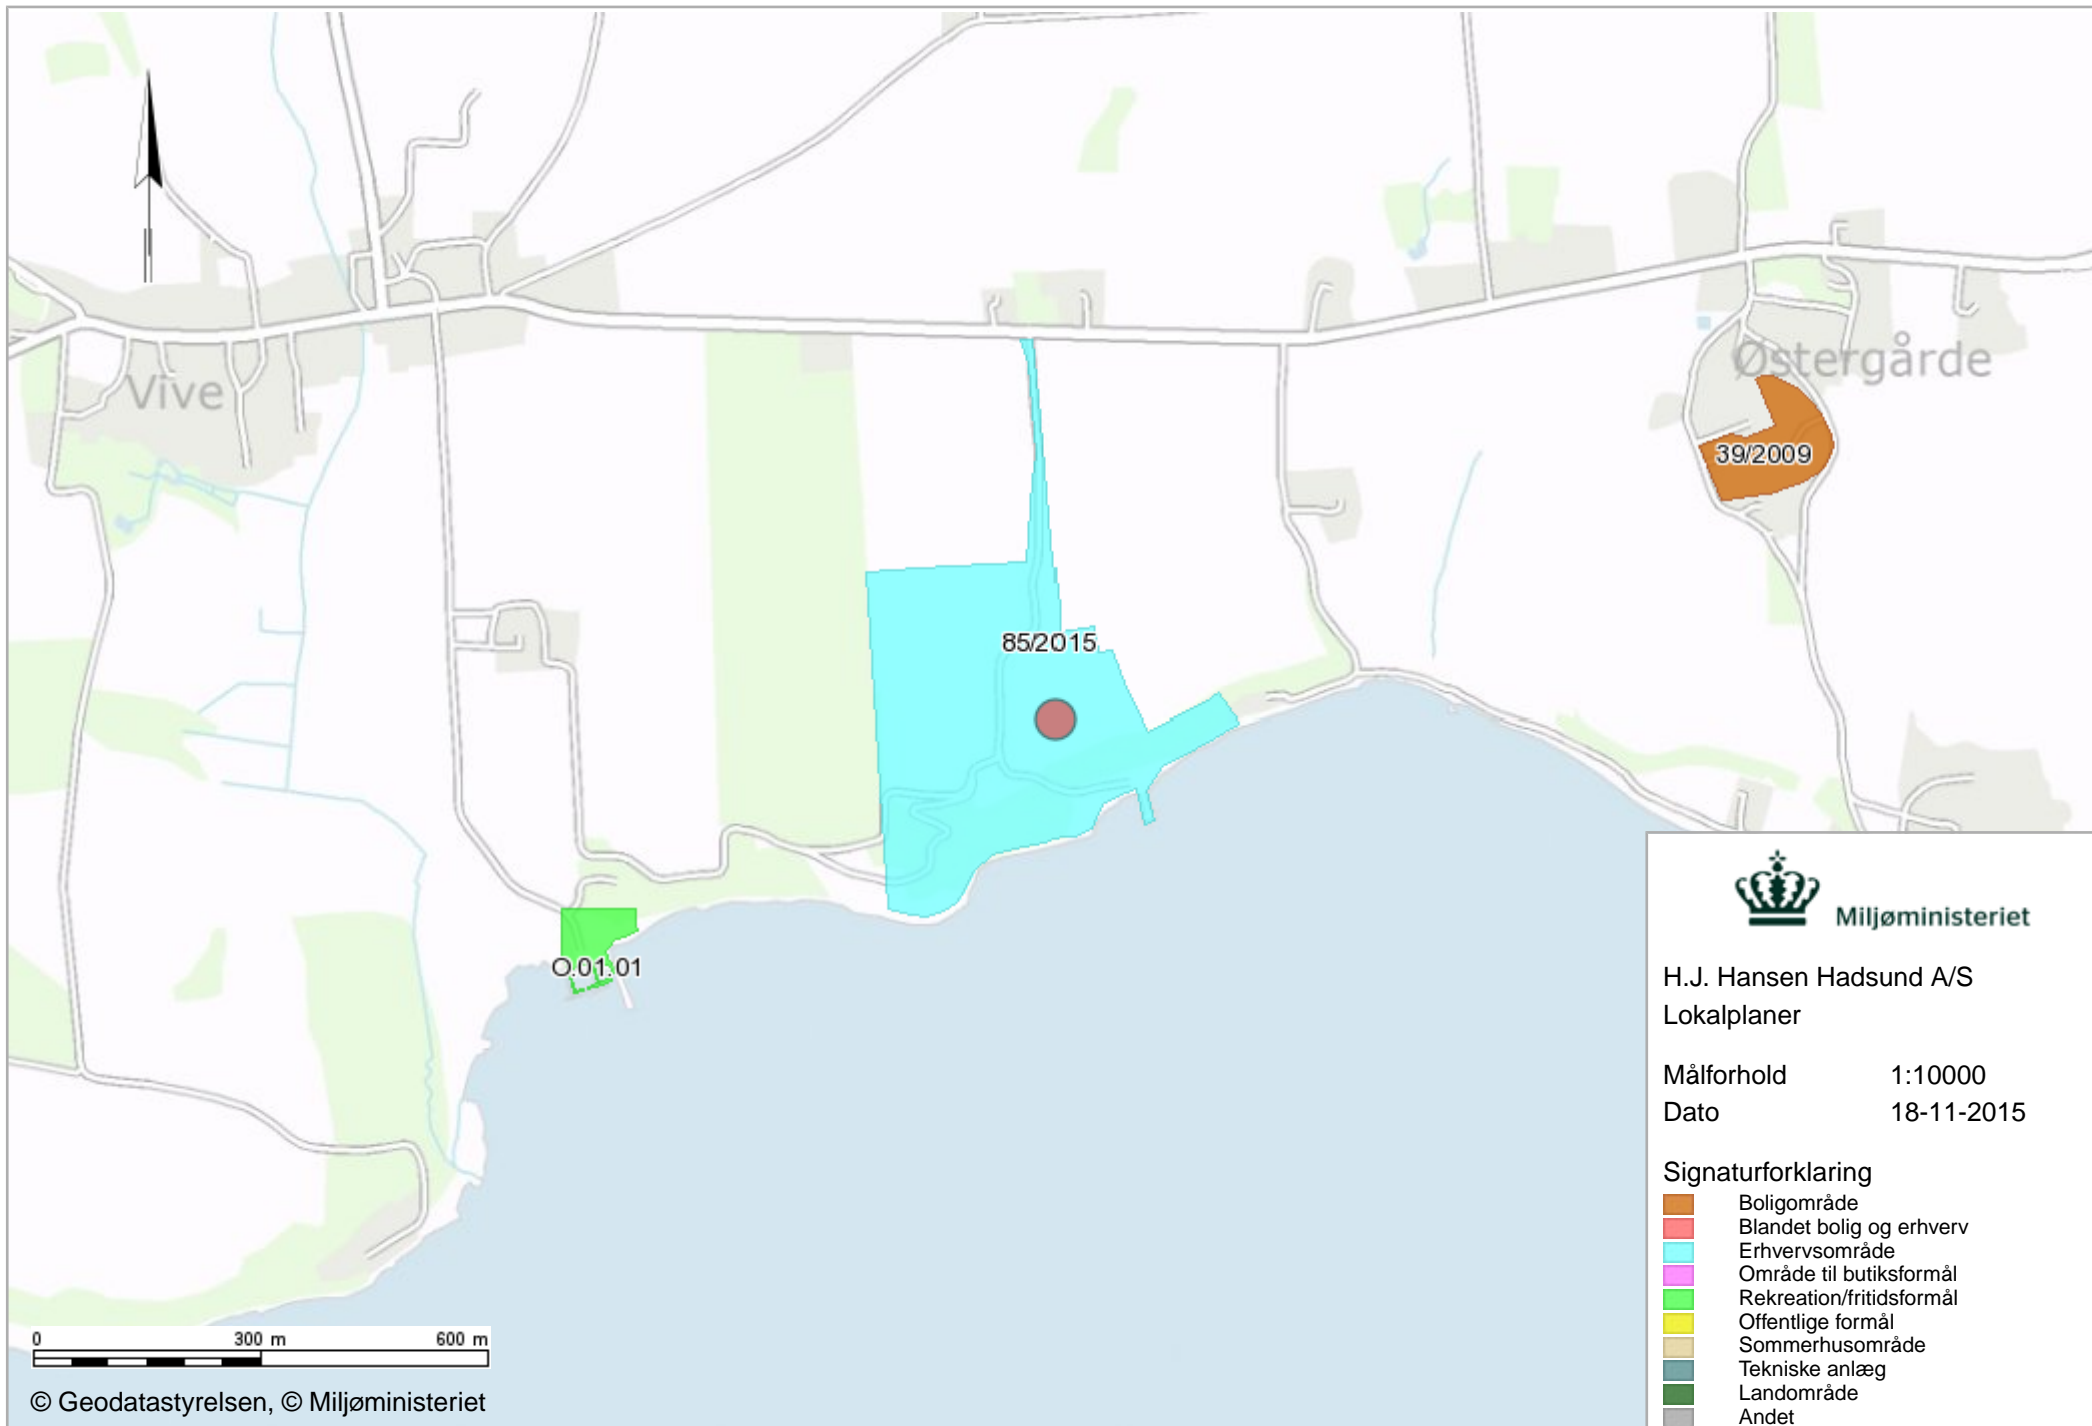 Vive
Østergårde
39/2009
85/2015
O.01.01
Miljøministeriet
H.J. Hansen Hadsund A/S
Lokalplaner
Målforhold 1:10000
Dato 18-11-2015
Signaturforklaring
Boligområde
Blandet bolig og erhverv
Erhvervsområde
Område til butiksformål
Rekreation/fritidsformål
Offentlige formål
Sommerhusområde
Tekniske anlæg
Landområde
Andet
0 300 m 600 m
© Geodatastyrelsen, © Miljøministeriet